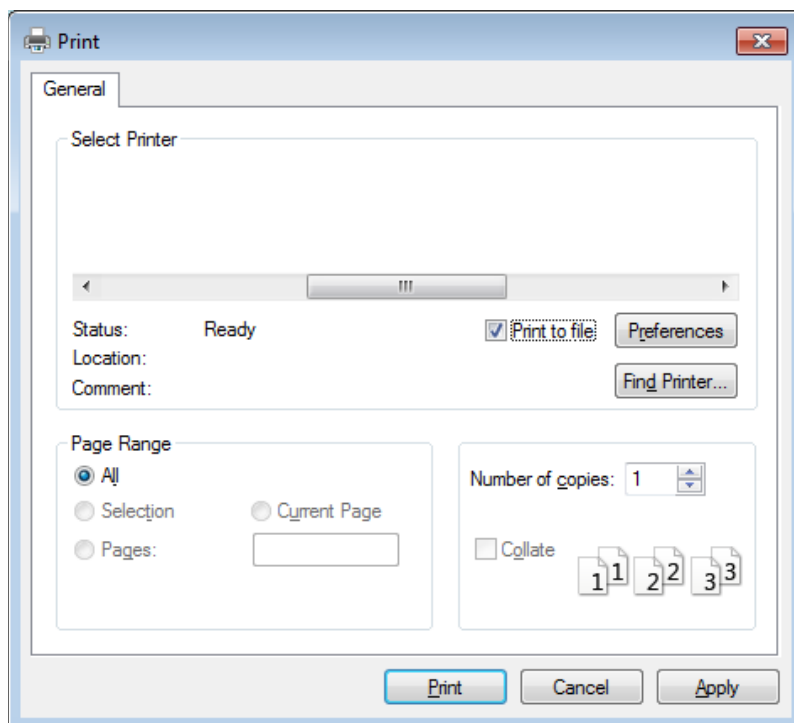 Print
General
Select Printer
Status: Ready
Print to file
Preferences
Location:
Comment:
Find Printer...
Page Range
All
Selection
Current Page
Pages:
Number of copies: 1
Collate
1 1 2 2 3 3
Print
Cancel
Apply